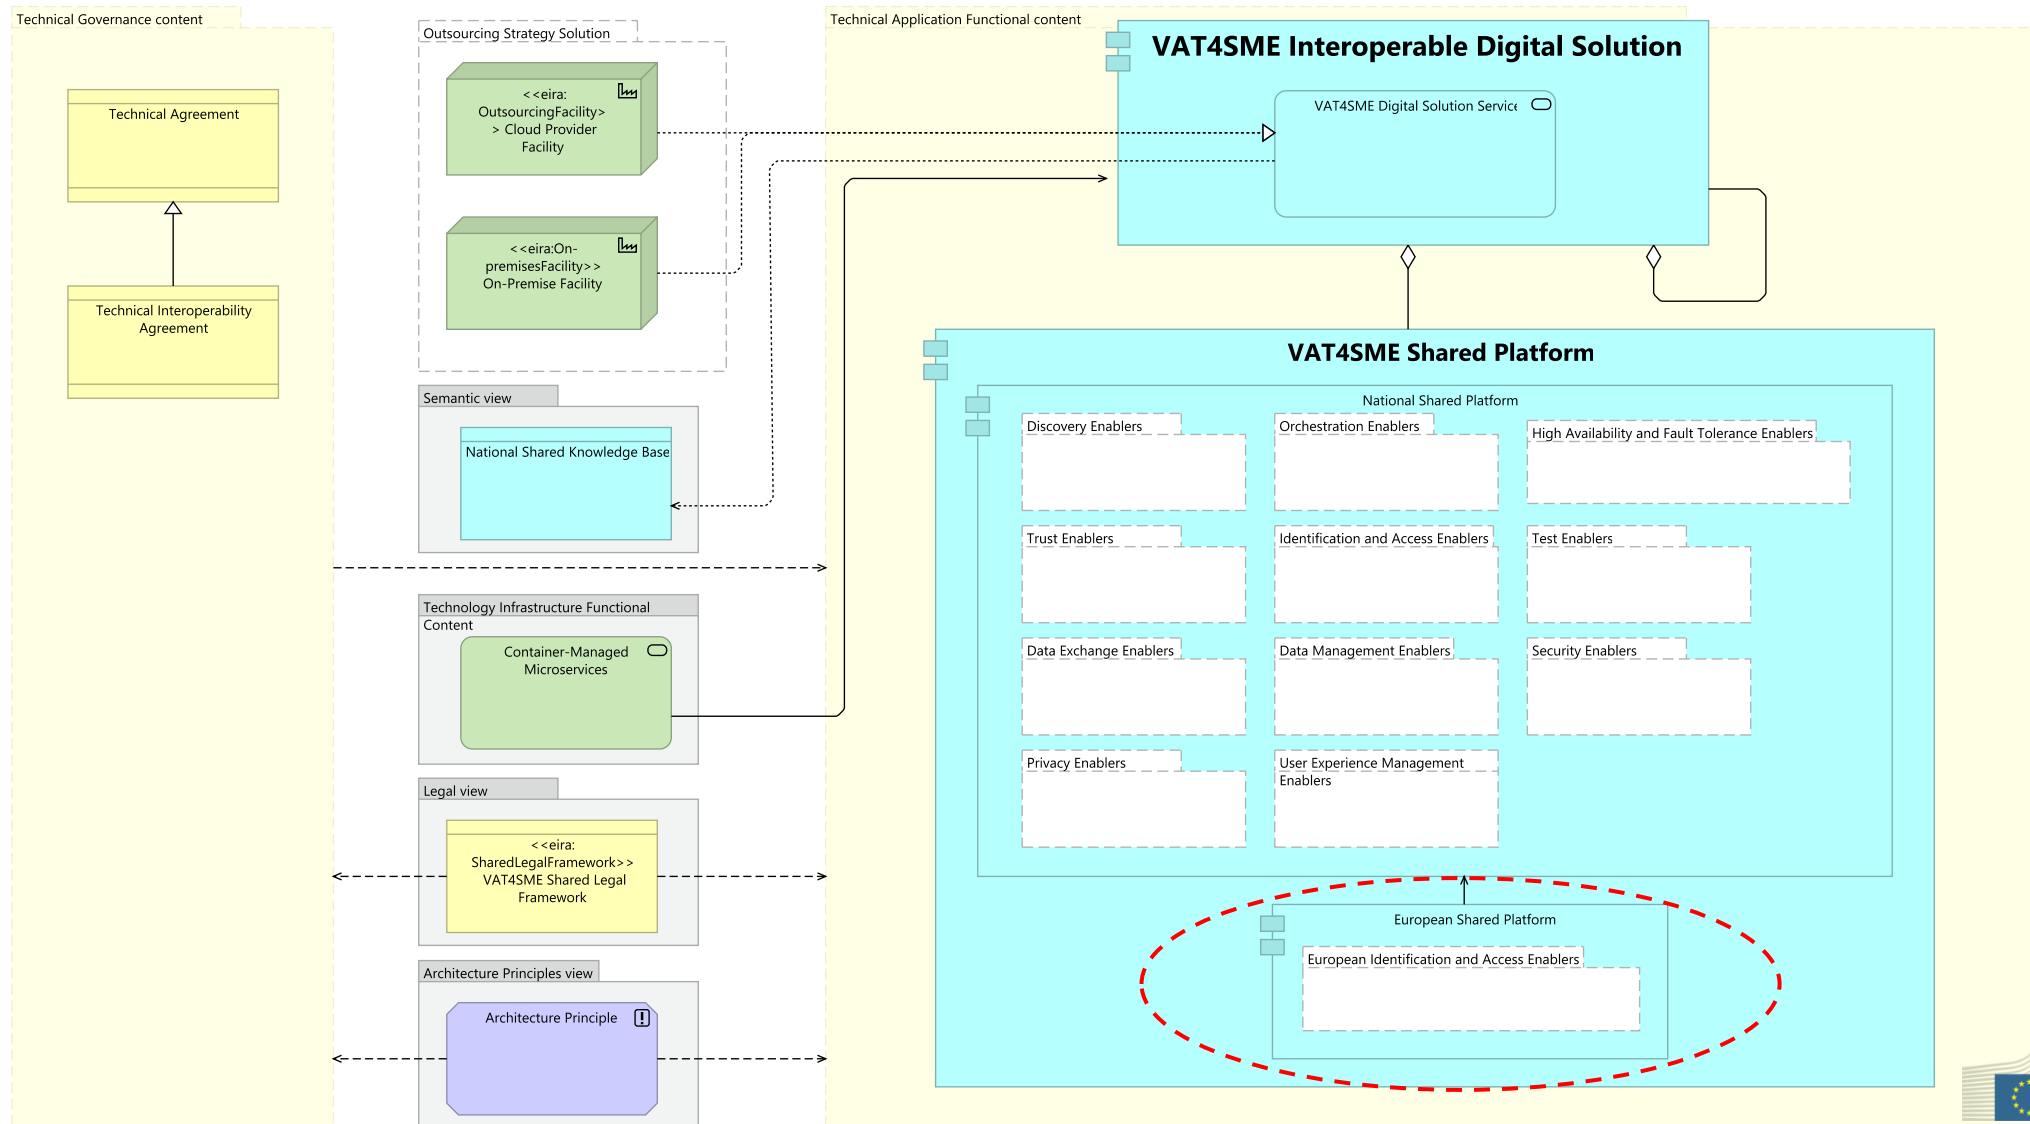 Technical Governance content
Technical Agreement
Technical Interoperability
Agreement
Outsourcing Strategy Solution
<<eira:
OutsourcingFacility>
> Cloud Provider
Facility
<<eira:On-
premisesFacility>>
On-Premise Facility
Semantic view
National Shared Knowledge Base
Technology Infrastructure Functional
Content
Container-Managed
Microservices
Legal view
<<eira:
SharedLegalFramework>>
VAT4SME Shared Legal
Framework
Architecture Principles view
Architecture Principle
Technical Application Functional content
VAT4SME Interoperable Digital Solution
VAT4SME Digital Solution Service
VAT4SME Shared Platform
National Shared Platform
Discovery Enablers
Orchestration Enablers
High Availability and Fault Tolerance Enablers
Trust Enablers
Identification and Access Enablers
Test Enablers
Data Exchange Enablers
Data Management Enablers
Security Enablers
Privacy Enablers
User Experience Management
Enablers
European Shared Platform
European Identification and Access Enablers